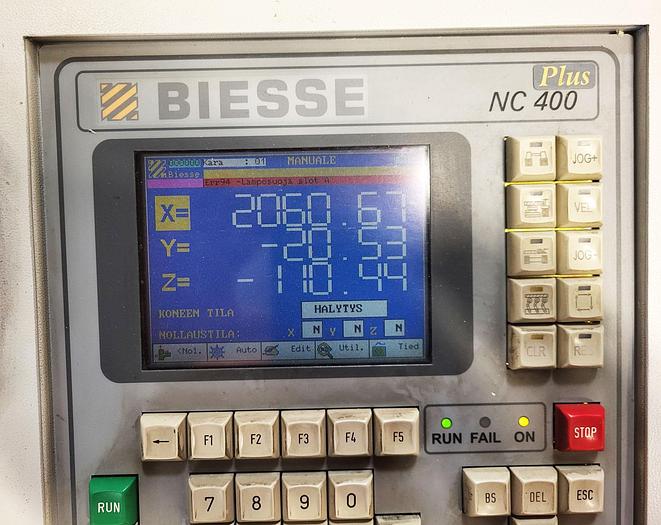 BIESSE
Plus
NC 400
000000 Kara : 01 MANUALE
Biesse
Err94 -Lamposuoja slot A
X= 2060.67
Y= -20.53
Z= -110.44
KONEEN TILA HALYTYS
NOLLAUSTILA: X N Y N Z N
<Nol. Auto Edit Util. Tied
JOG+
VEL
JOG-
CLR RES
← F1 F2 F3 F4 F5
RUN FAIL ON
STOP
RUN
7 8 9 0
BS DEL ESC